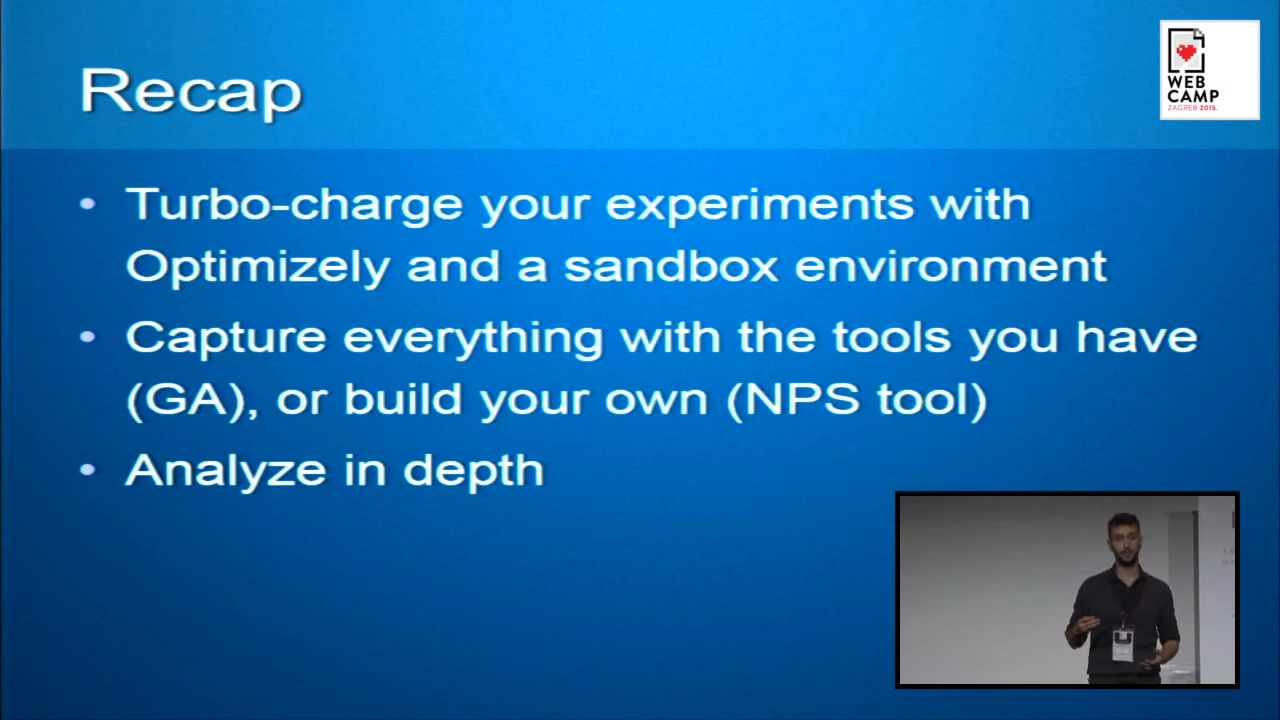 Recap
WEB
CAMP
ZAGREB 2015.
• Turbo-charge your experiments with
Optimizely and a sandbox environment
• Capture everything with the tools you have
(GA), or build your own (NPS tool)
• Analyze in depth